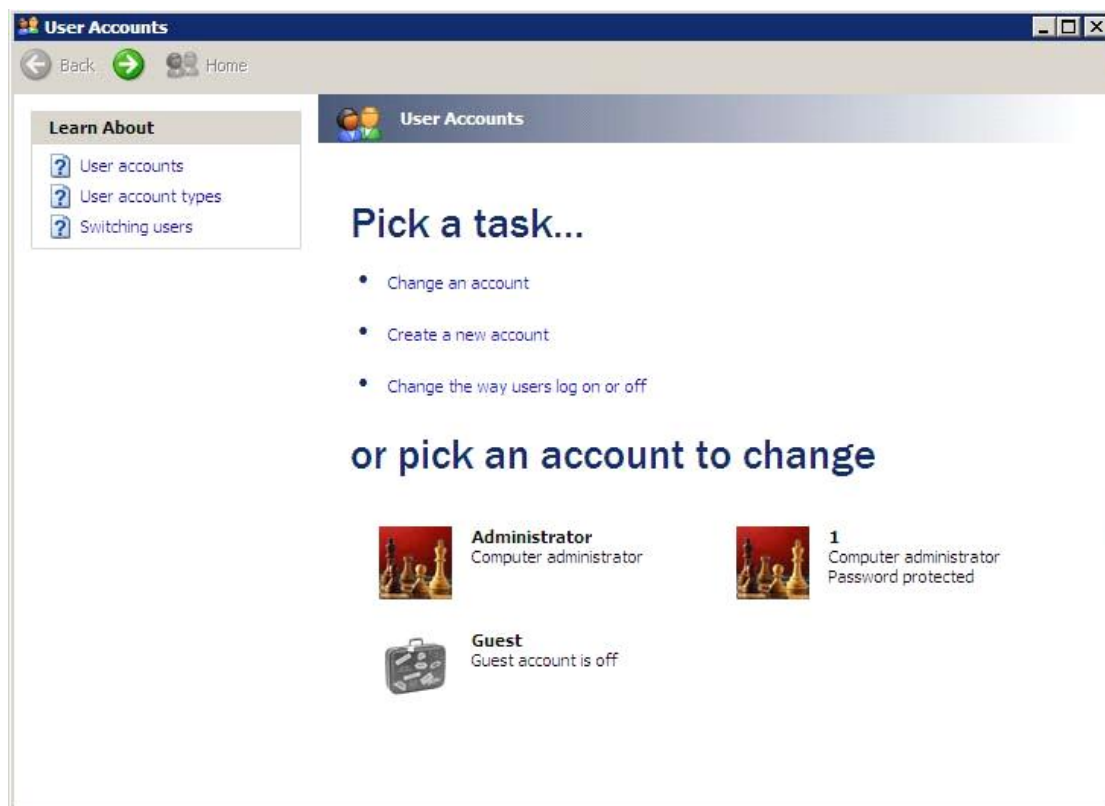 User Accounts
Back
Home
Learn About
User accounts
User account types
Switching users
User Accounts
Pick a task...
Change an account
Create a new account
Change the way users log on or off
or pick an account to change
Administrator
Computer administrator
1
Computer administrator
Password protected
Guest
Guest account is off